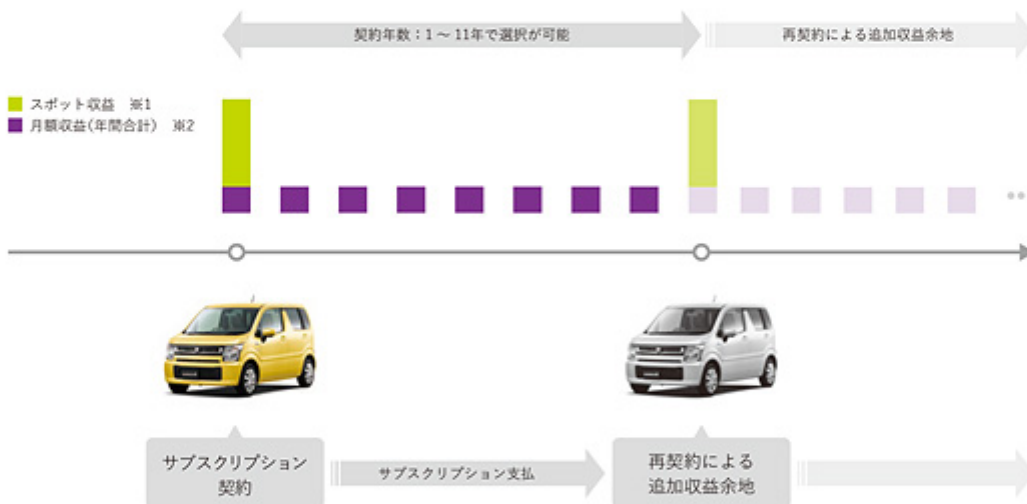 契約年数：1～11年で選択が可能
再契約による追加収益余地
スポット収益 ※1
月額収益(年間合計) ※2
サブスクリプション
契約
サブスクリプション支払
再契約による
追加収益余地